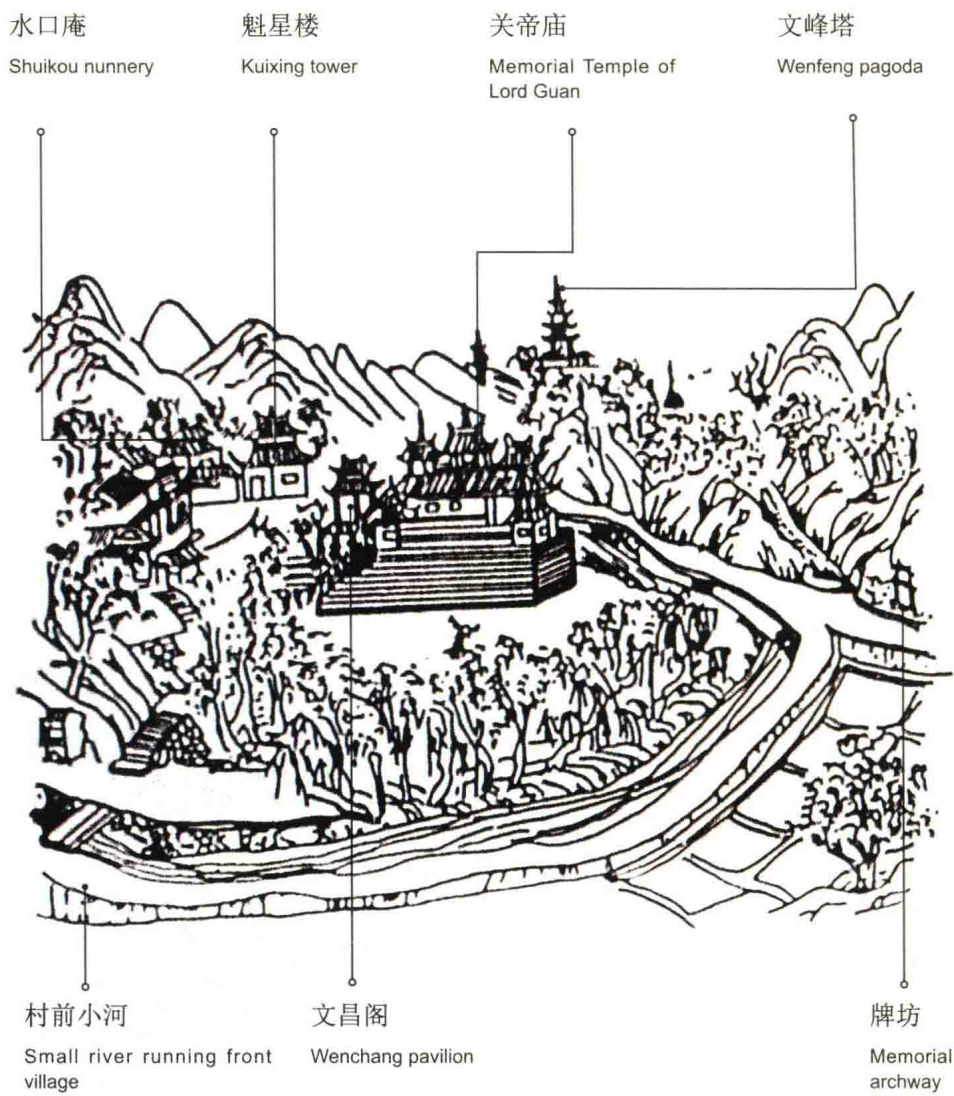 水口庵
Shuikou nunnery
魁星楼
Kuixing tower
关帝庙
Memorial Temple of
Lord Guan
文峰塔
Wenfeng pagoda
村前小河
Small river running front
village
文昌阁
Wenchang pavilion
牌坊
Memorial
archway